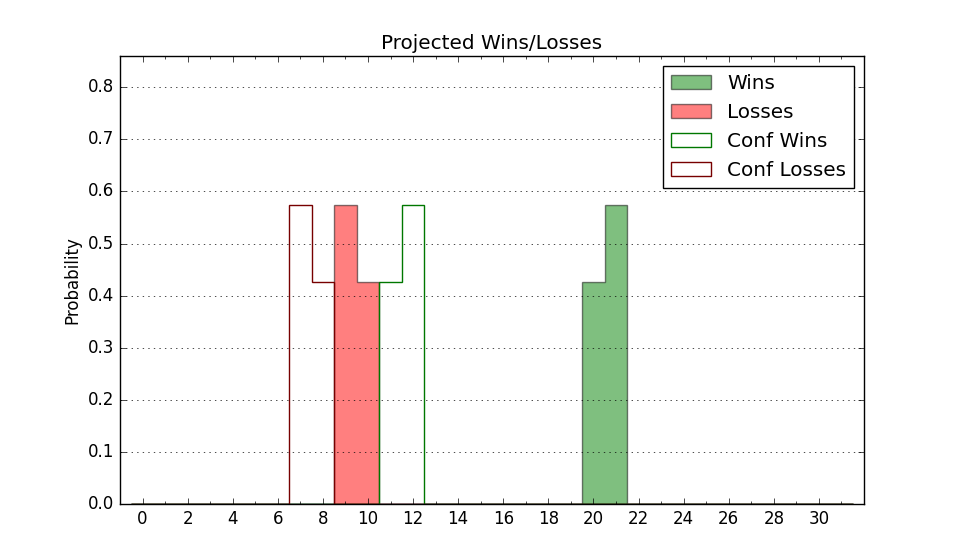 Projected Wins/Losses
Wins
Losses
Conf Wins
Conf Losses
Probability
0.8
0.7
0.6
0.5
0.4
0.3
0.2
0.1
0.0
0 2 4 6 8 10 12 14 16 18 20 22 24 26 28 30